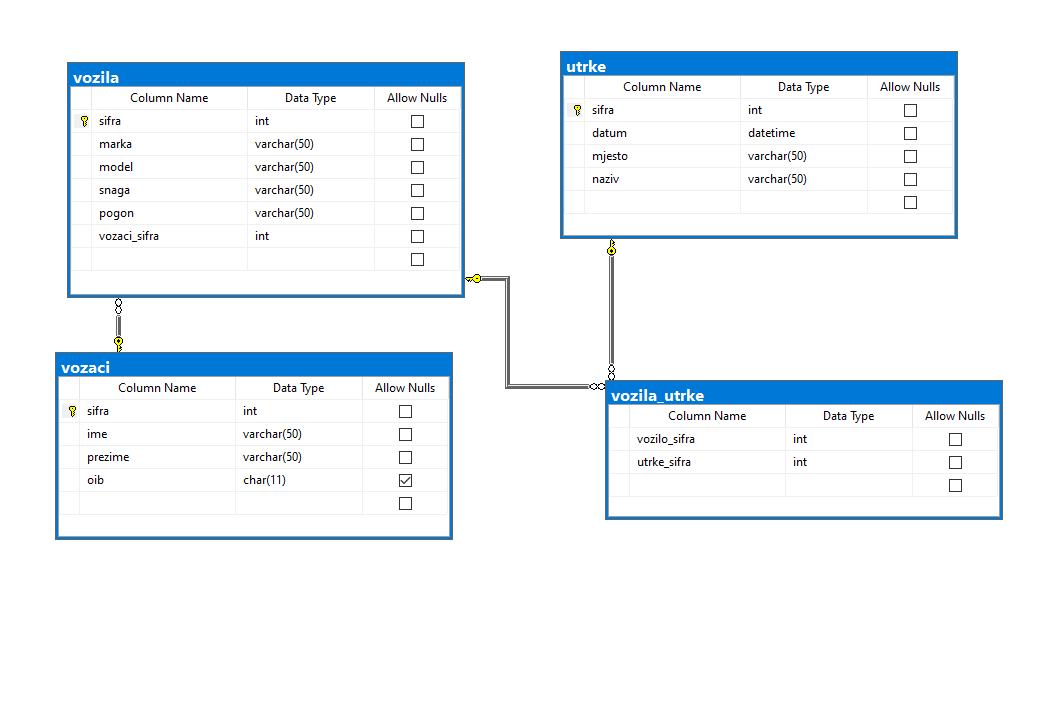 vozila
Column Name Data Type Allow Nulls
sifra int
marka varchar(50)
model varchar(50)
snaga varchar(50)
pogon varchar(50)
vozaci_sifra int
utrke
Column Name Data Type Allow Nulls
sifra int
datum datetime
mjesto varchar(50)
naziv varchar(50)
vozaci
Column Name Data Type Allow Nulls
sifra int
ime varchar(50)
prezime varchar(50)
oib char(11)
vozila_utrke
Column Name Data Type Allow Nulls
vozilo_sifra int
utrke_sifra int